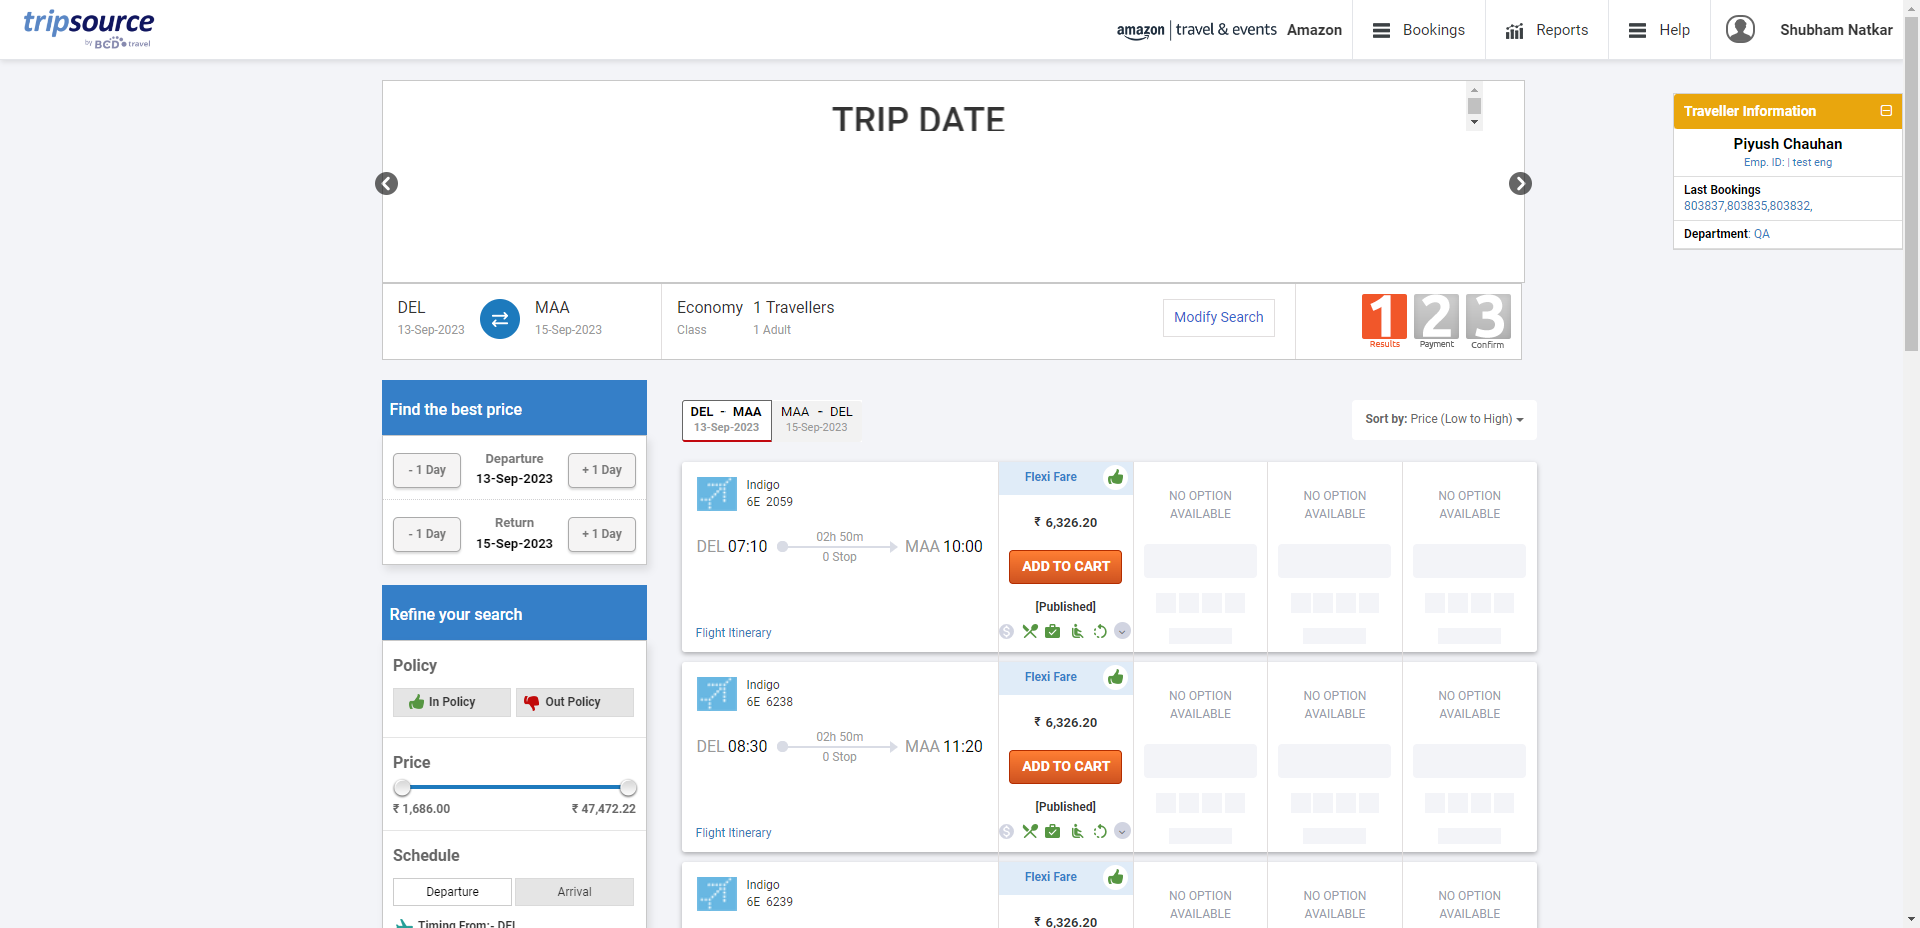 tripsource
by BCD travel
amazon | travel & events Amazon
Bookings
Reports
Help
Shubham Natkar
TRIP DATE
Traveller Information
Piyush Chauhan
Emp. ID: | test eng
Last Bookings
803837,803835,803832,
Department: QA
DEL
13-Sep-2023
MAA
15-Sep-2023
Economy
Class
1 Travellers
1 Adult
Modify Search
1
Results
2
Payment
3
Confirm
Find the best price
- 1 Day
Departure
13-Sep-2023
+ 1 Day
- 1 Day
Return
15-Sep-2023
+ 1 Day
Refine your search
Policy
In Policy
Out Policy
Price
₹ 1,686.00
₹ 47,472.22
Schedule
Departure
Arrival
Timing From:- DEL
DEL - MAA
13-Sep-2023
MAA - DEL
15-Sep-2023
Sort by: Price (Low to High)
Indigo
6E 2059
DEL 07:10
02h 50m
0 Stop
MAA 10:00
Flight Itinerary
Flexi Fare
₹ 6,326.20
ADD TO CART
[Published]
NO OPTION
AVAILABLE
NO OPTION
AVAILABLE
NO OPTION
AVAILABLE
Indigo
6E 6238
DEL 08:30
02h 50m
0 Stop
MAA 11:20
Flight Itinerary
Flexi Fare
₹ 6,326.20
ADD TO CART
[Published]
NO OPTION
AVAILABLE
NO OPTION
AVAILABLE
NO OPTION
AVAILABLE
Indigo
6E 6239
Flexi Fare
₹ 6,326.20
NO OPTION
AVAILABLE
NO OPTION
AVAILABLE
NO OPTION
AVAILABLE